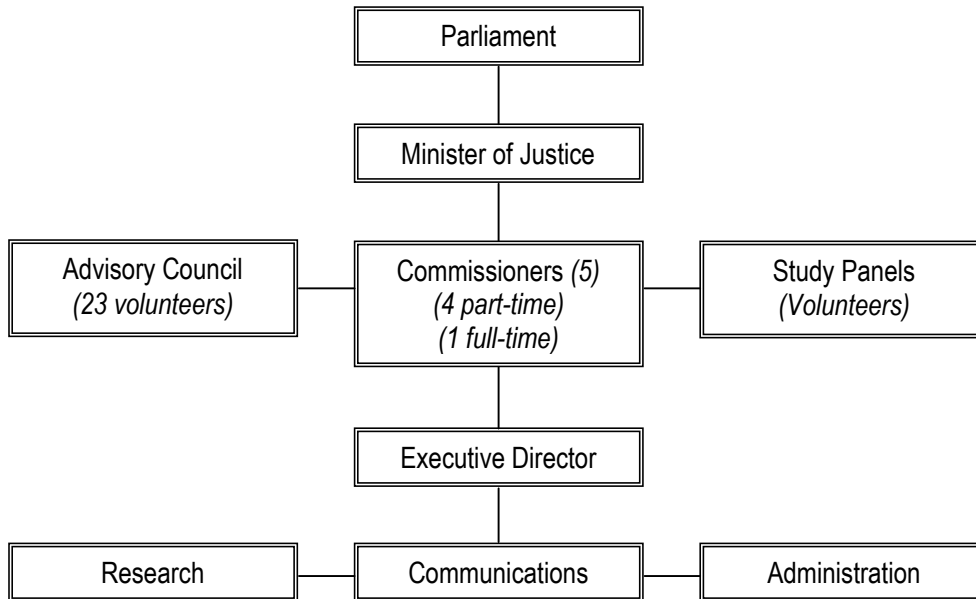 Parliament
Minister of Justice
Advisory Council
(23 volunteers)
Commissioners (5)
(4 part-time)
(1 full-time)
Study Panels
(Volunteers)
Executive Director
Research
Communications
Administration